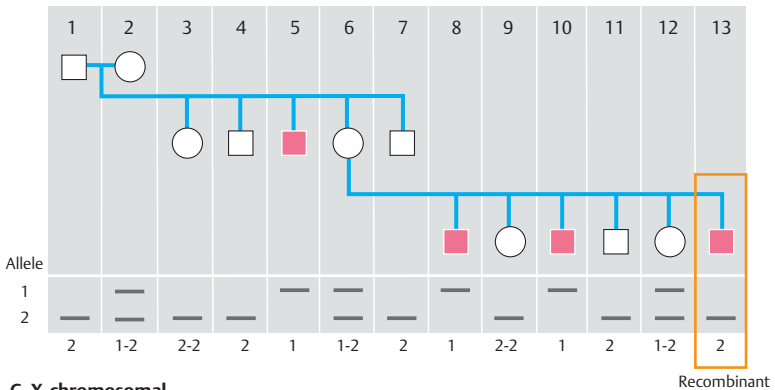 1 2 3 4 5 6 7 8 9 10 11 12 13
Allele
1
2
2 1-2 2-2 2 1 1-2 2 1 2-2 1 2 1-2 2
Recombinant
C. X-chromosomal